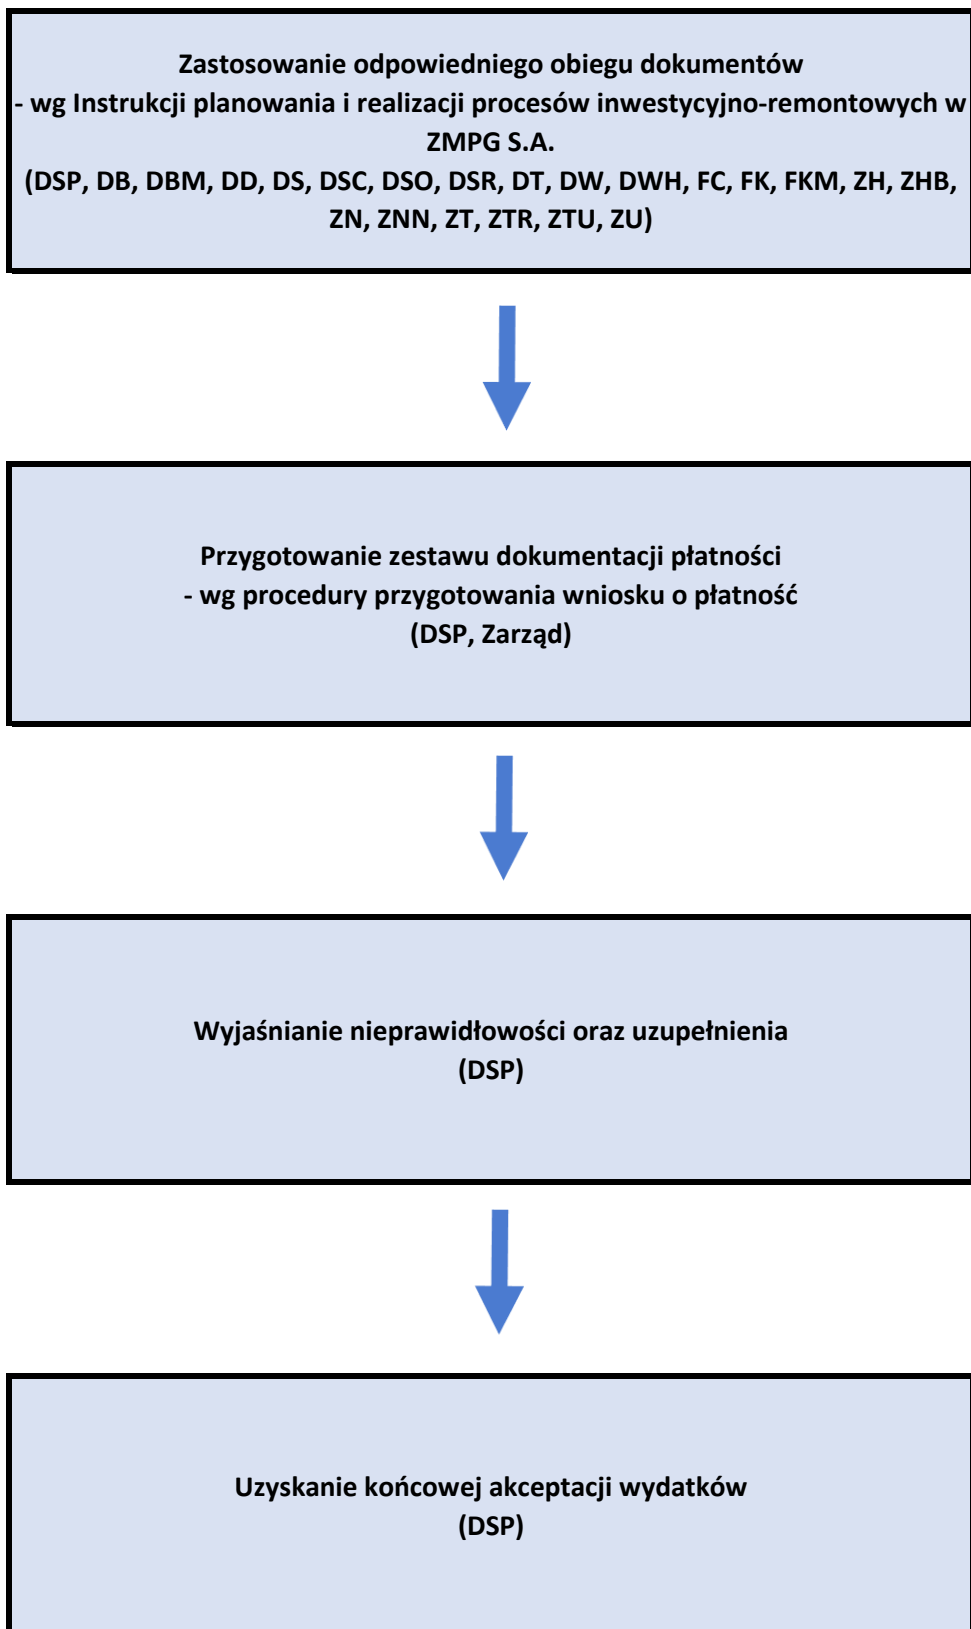 Zastosowanie odpowiedniego obiegu dokumentów
- wg Instrukcji planowania i realizacji procesów inwestycyjno-remontowych w
ZMPG S.A.
(DSP, DB, DBM, DD, DS, DSC, DSO, DSR, DT, DW, DWH, FC, FK, FKM, ZH, ZHB,
ZN, ZNN, ZT, ZTR, ZTU, ZU)
Przygotowanie zestawu dokumentacji płatności
- wg procedury przygotowania wniosku o płatność
(DSP, Zarząd)
Wyjaśnianie nieprawidłowości oraz uzupełnienia
(DSP)
Uzyskanie końcowej akceptacji wydatków
(DSP)